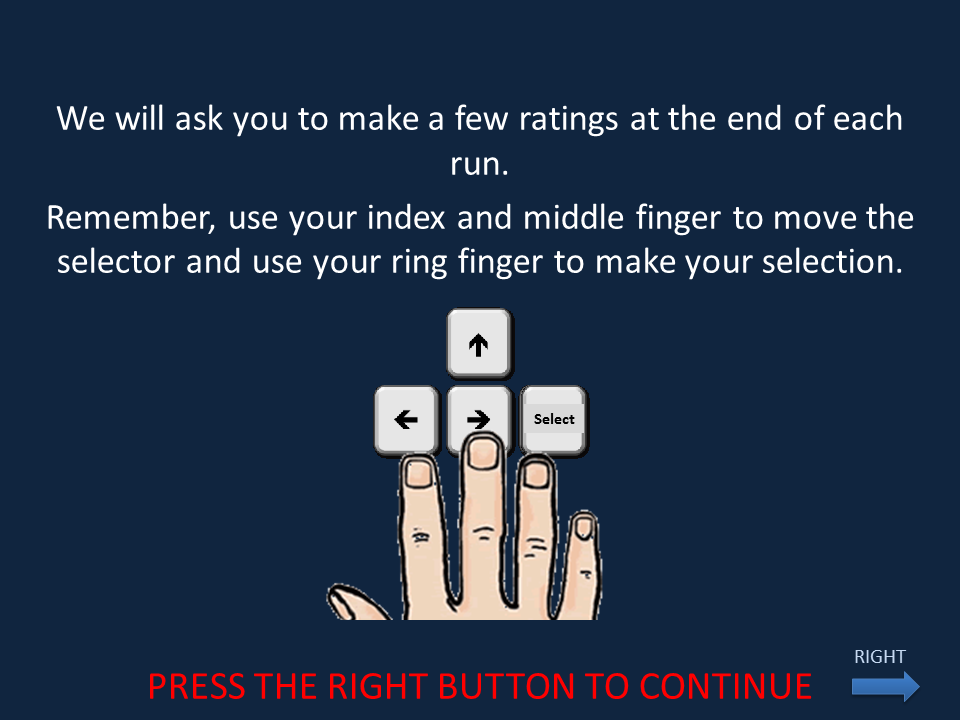 We will ask you to make a few ratings at the end of each
run.
Remember, use your index and middle finger to move the
selector and use your ring finger to make your selection.
Select
RIGHT
PRESS THE RIGHT BUTTON TO CONTINUE